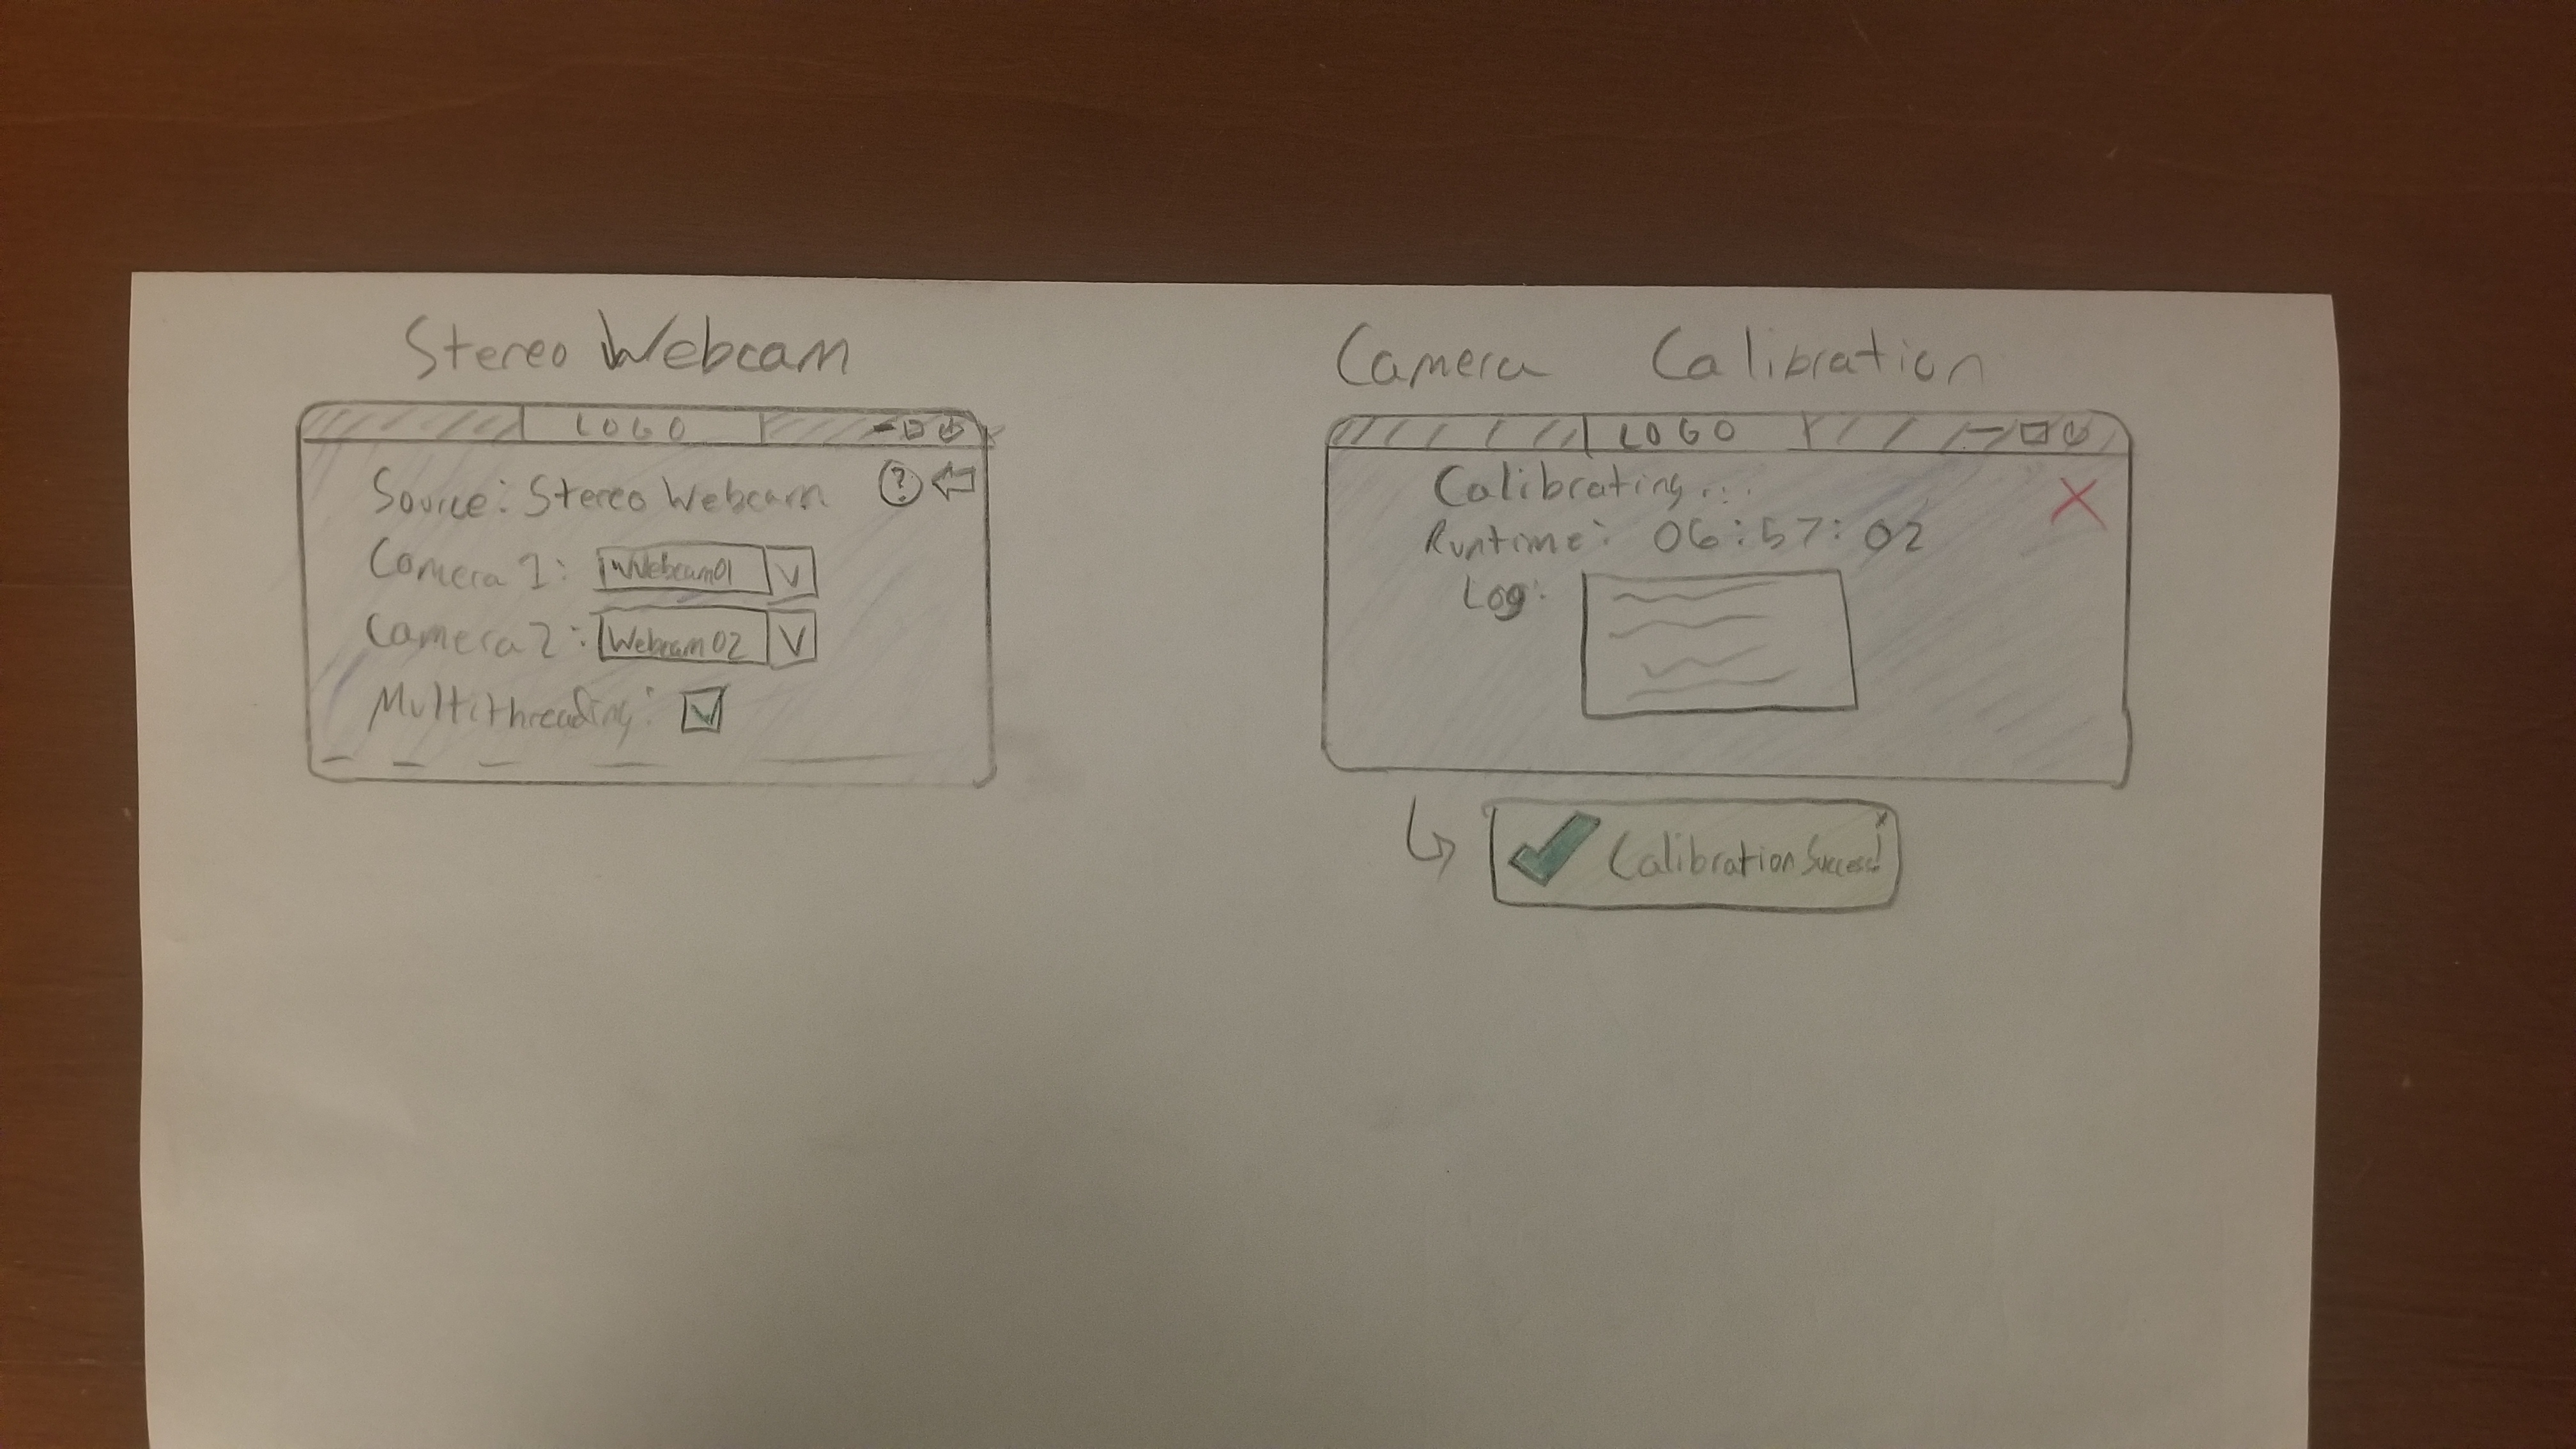 Stereo Webcam
LOGO
Source: Stereo Webcam ?
Camera 1: Webcam01 V
Camera 2: Webcam02 V
Multithreading:
Camera Calibration
LOGO
Calibrating...
X
Runtime: 06:57:02
Log:
Calibration Success! x